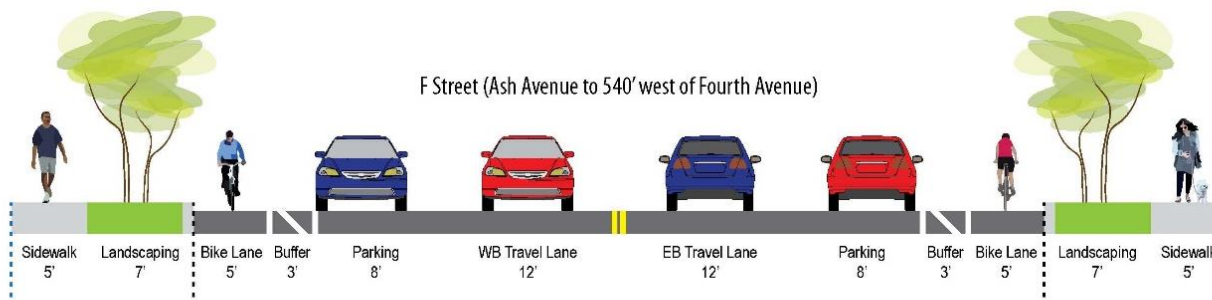 F Street (Ash Avenue to 540' west of Fourth Avenue)
Sidewalk Landscaping Bike Lane Buffer Parking WB Travel Lane EB Travel Lane Parking Buffer Bike Lane Landscaping Sidewalk
5' 7' 5' 3' 8' 12' 12' 8' 3' 5' 7' 5'